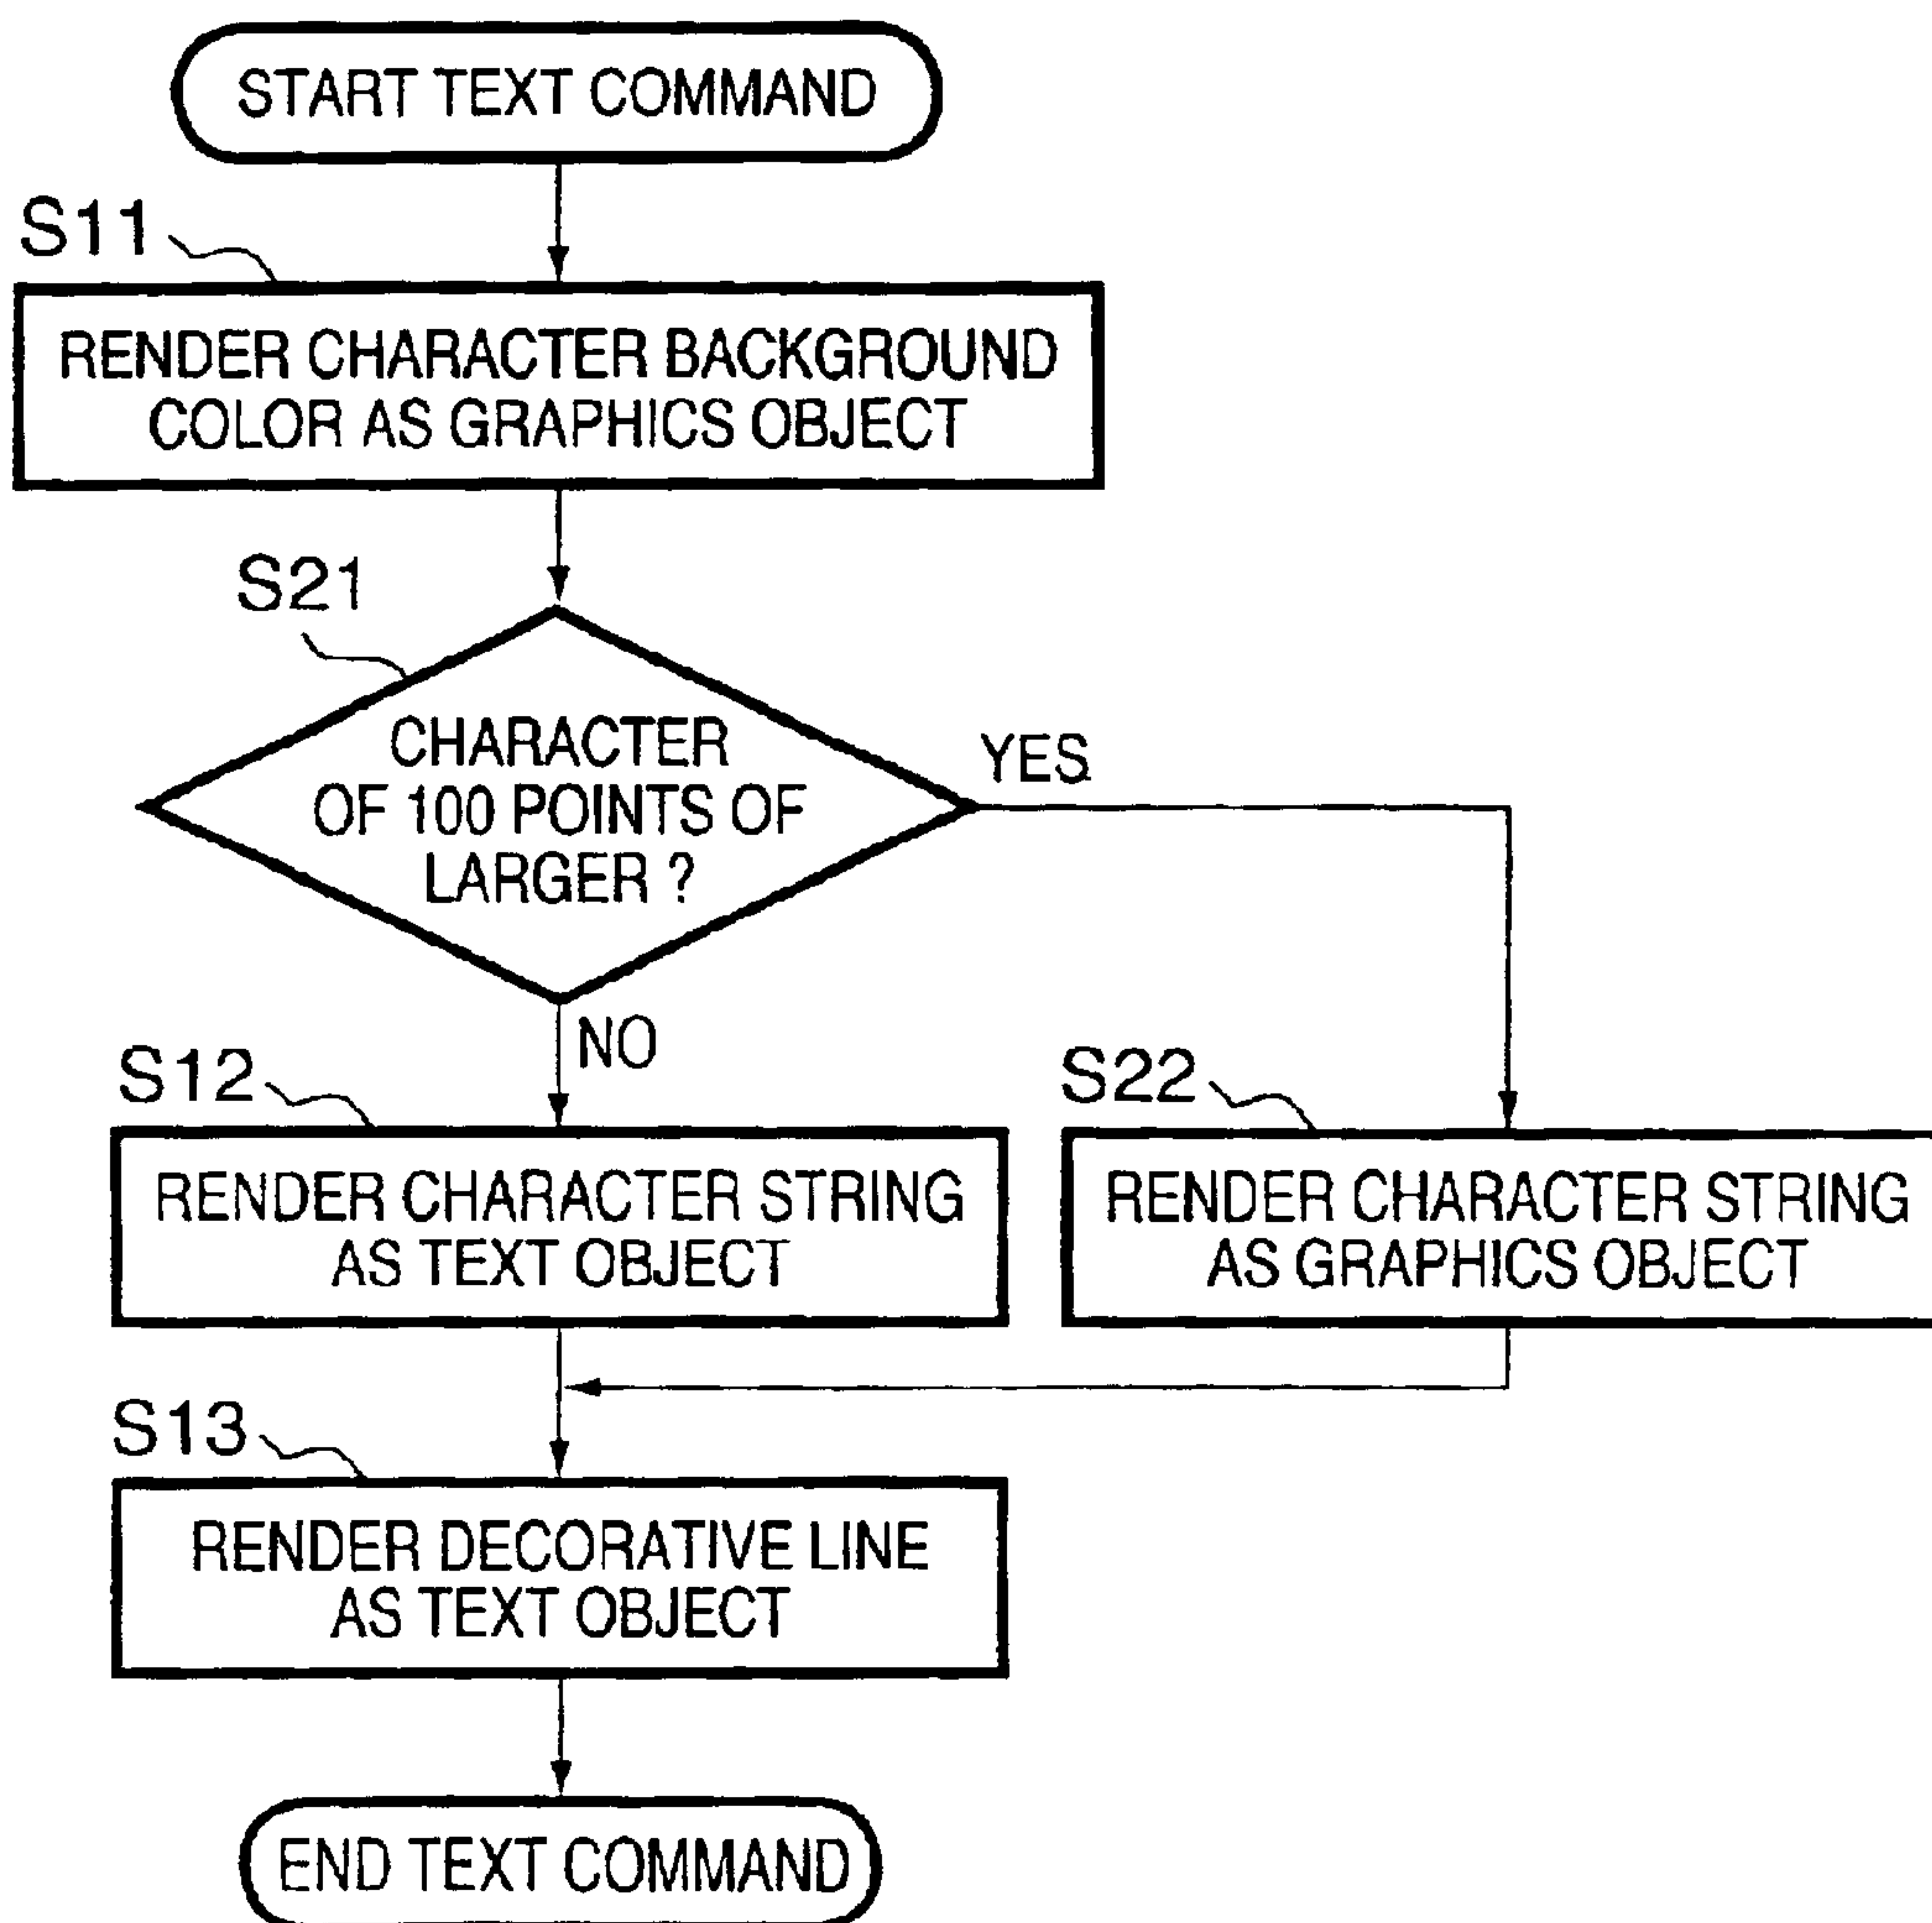 START TEXT COMMAND
S11
RENDER CHARACTER BACKGROUND
COLOR AS GRAPHICS OBJECT
S21
CHARACTER
OF 100 POINTS OF
LARGER ?
YES
NO
S12
RENDER CHARACTER STRING
AS TEXT OBJECT
S22
RENDER CHARACTER STRING
AS GRAPHICS OBJECT
S13
RENDER DECORATIVE LINE
AS TEXT OBJECT
END TEXT COMMAND